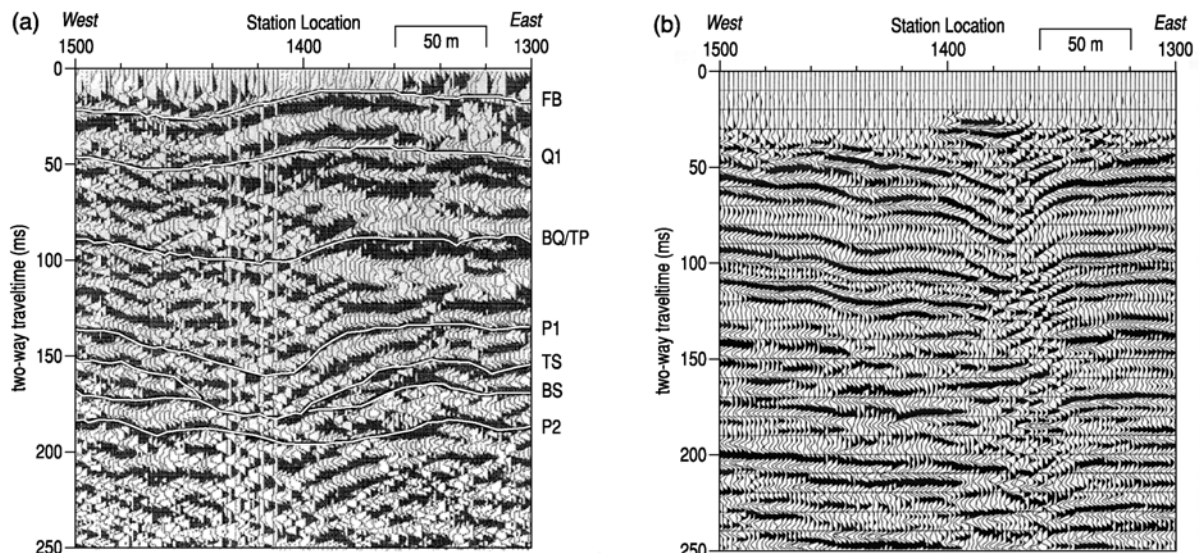 (a)
West
Station Location
East
1500
1400
50 m
1300
0
50
100
150
200
250
two-way traveltime (ms)
FB
Q1
BQ/TP
P1
TS
BS
P2
(b)
West
Station Location
East
1500
1400
50 m
1300
0
50
100
150
200
250
two-way traveltime (ms)